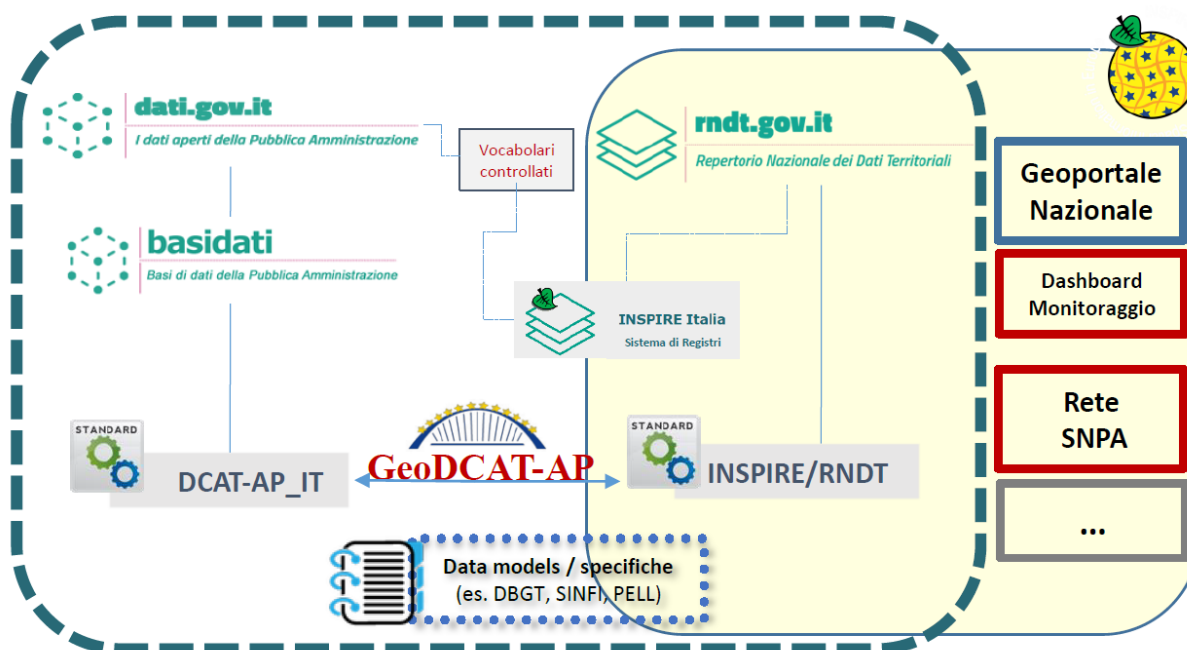 dati.gov.it
I dati aperti della Pubblica Amministrazione
Vocabolari
controllati
rndt.gov.it
Repertorio Nazionale dei Dati Territoriali
Geoportale
Nazionale
basidati
Basi di dati della Pubblica Amministrazione
Dashboard
Monitoraggio
INSPIRE Italia
Sistema di Registri
Rete
SNPA
STANDARD
DCAT-AP_IT
GeoDCAT-AP
STANDARD
INSPIRE/RNDT
...
Data models / specifiche
(es. DBGT, SINFI, PELL)